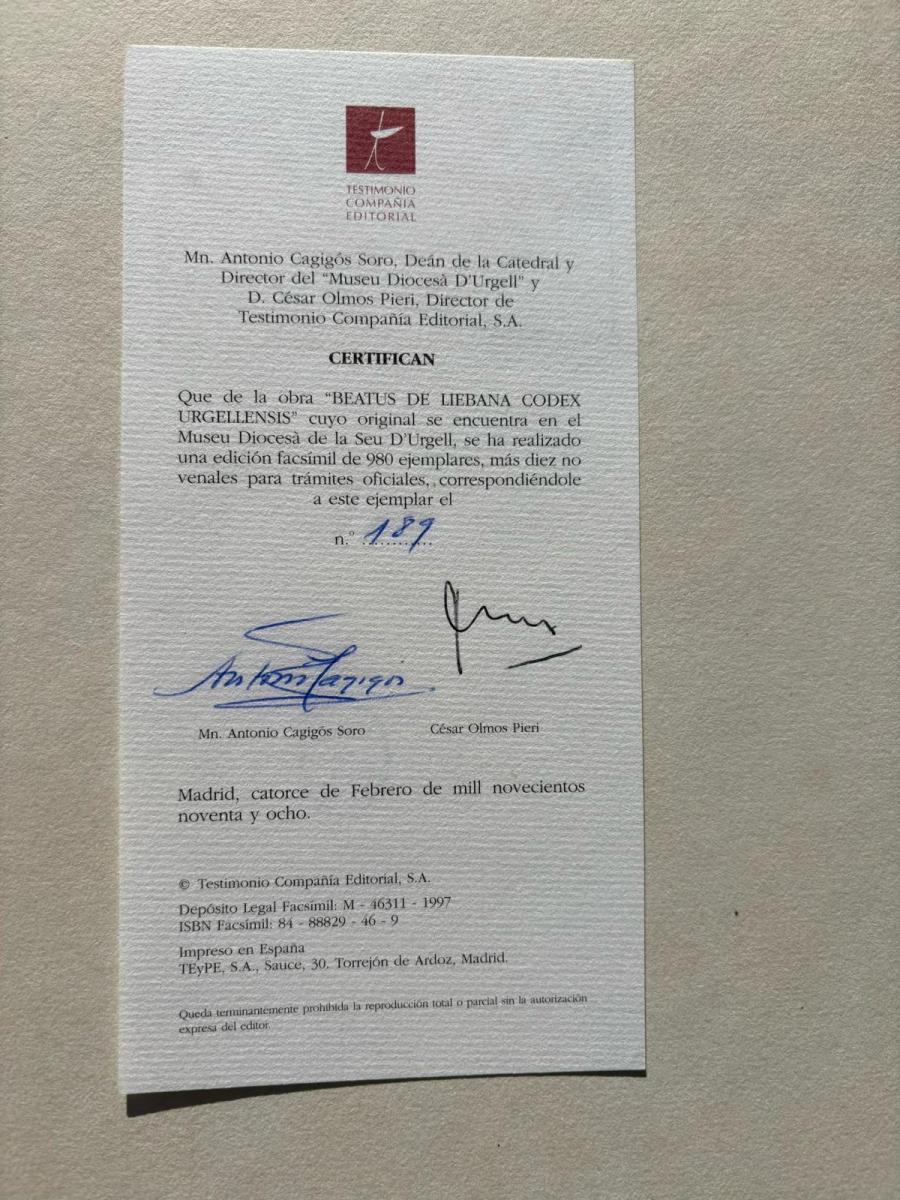 TESTIMONIO
COMPAÑIA
EDITORIAL
Mn. Antonio Cagigós Soro, Deán de la Catedral y
Director del "Museu Diocesà D'Urgell" y
D. César Olmos Pieri, Director de
Testimonio Compañía Editorial, S.A.
CERTIFICAN
Que de la obra "BEATUS DE LIEBANA CODEX
URGELLENSIS" cuyo original se encuentra en el
Museu Diocesà de la Seu D'Urgell, se ha realizado
una edición facsímil de 980 ejemplares, más diez no
venales para trámites oficiales, correspondiéndole
a este ejemplar el
n.º 189
Antoni Cagigós
Mn. Antonio Cagigós Soro
César Olmos Pieri
Madrid, catorce de Febrero de mill novecientos
noventa y ocho.
© Testimonio Compañía Editorial, S.A.
Depósito Legal Facsímil: M - 46311 - 1997
ISBN Facsímil: 84 - 88829 - 46 - 9
Impreso en España
TEyPE, S.A., Sauce, 30. Torrejón de Ardoz, Madrid.
Queda terminantemente prohibida la reproducción total o parcial sin la autorización
expresa del editor.